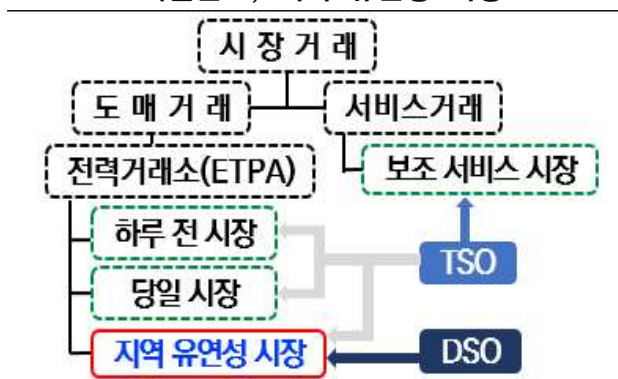 시 장 거 래
도 매 거 래
서비스거래
전력거래소(ETPA)
보조 서비스 시장
하루 전 시장
TSO
당일 시장
지역 유연성 시장
DSO